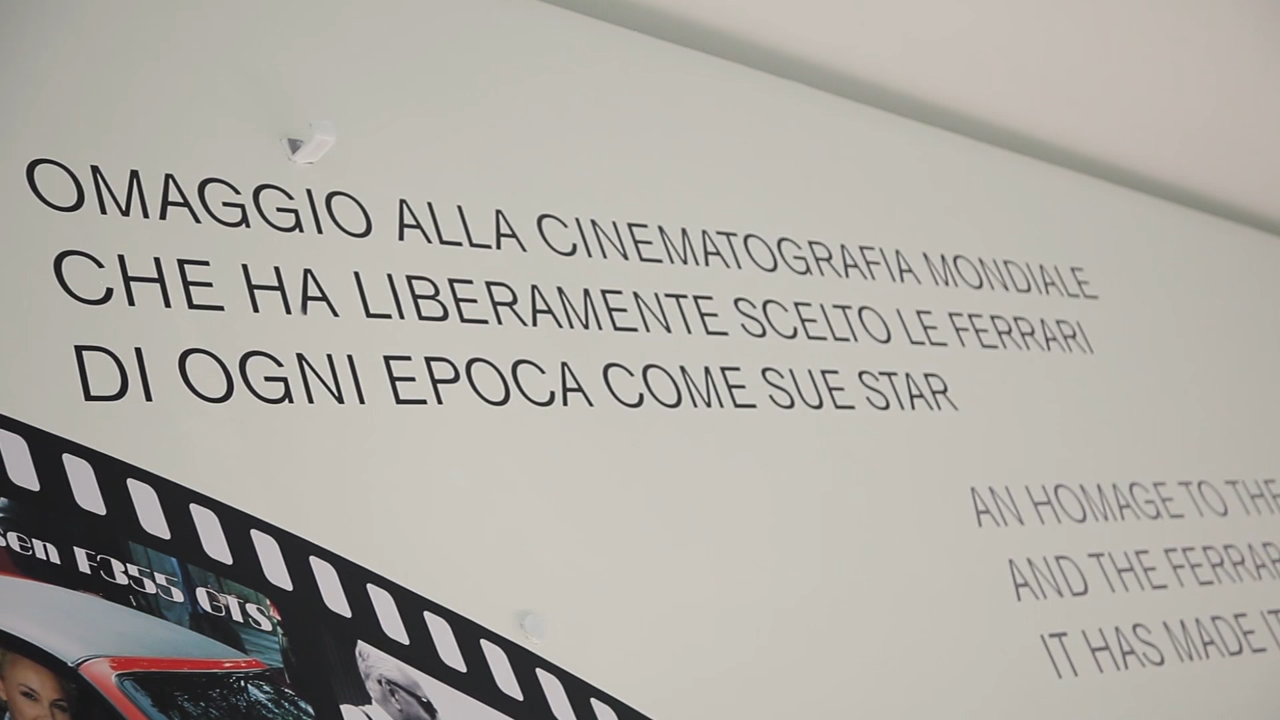 OMAGGIO ALLA CINEMATOGRAFIA MONDIALE
CHE HA LIBERAMENTE SCELTO LE FERRARI
DI OGNI EPOCA COME SUE STAR
AN HOMAGE TO THE
AND THE
IT HAS MADE
F355 GTS